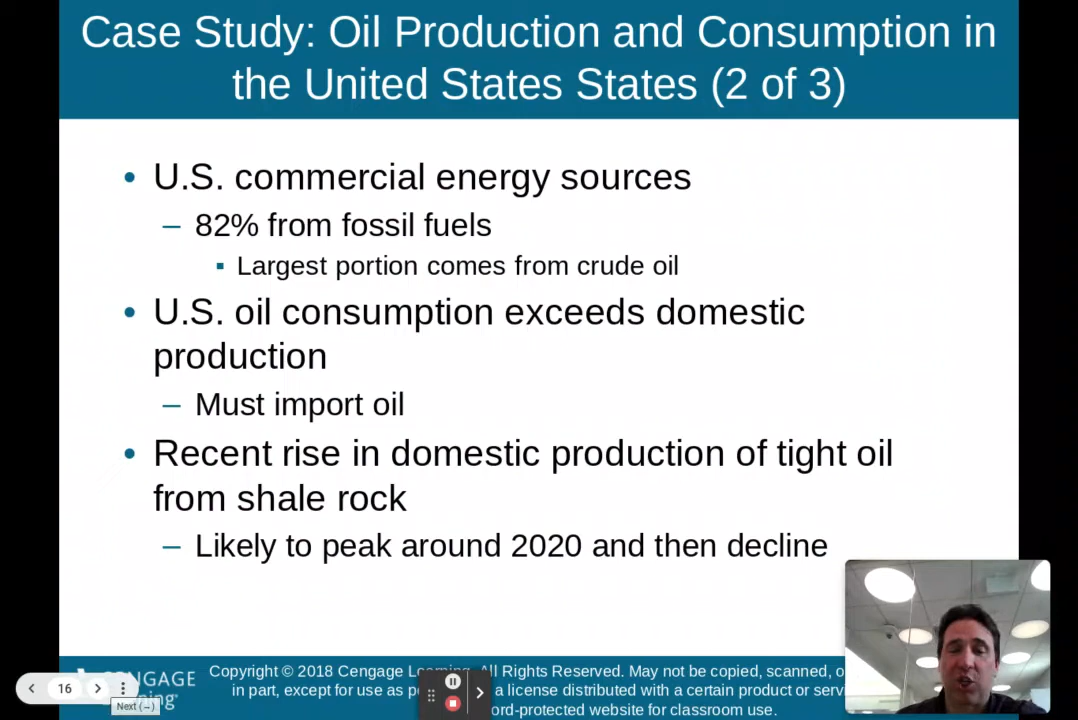 Case Study: Oil Production and Consumption in
the United States States (2 of 3)
• U.S. commercial energy sources
– 82% from fossil fuels
▪ Largest portion comes from crude oil
• U.S. oil consumption exceeds domestic
production
– Must import oil
• Recent rise in domestic production of tight oil
from shale rock
– Likely to peak around 2020 and then decline
CENGAGE
Copyright © 2018 Cengage Learning. All Rights Reserved. May not be copied, scanned, o
in part, except for use as a license distributed with a certain product or servi
website for classroom use.
16
Next (→)